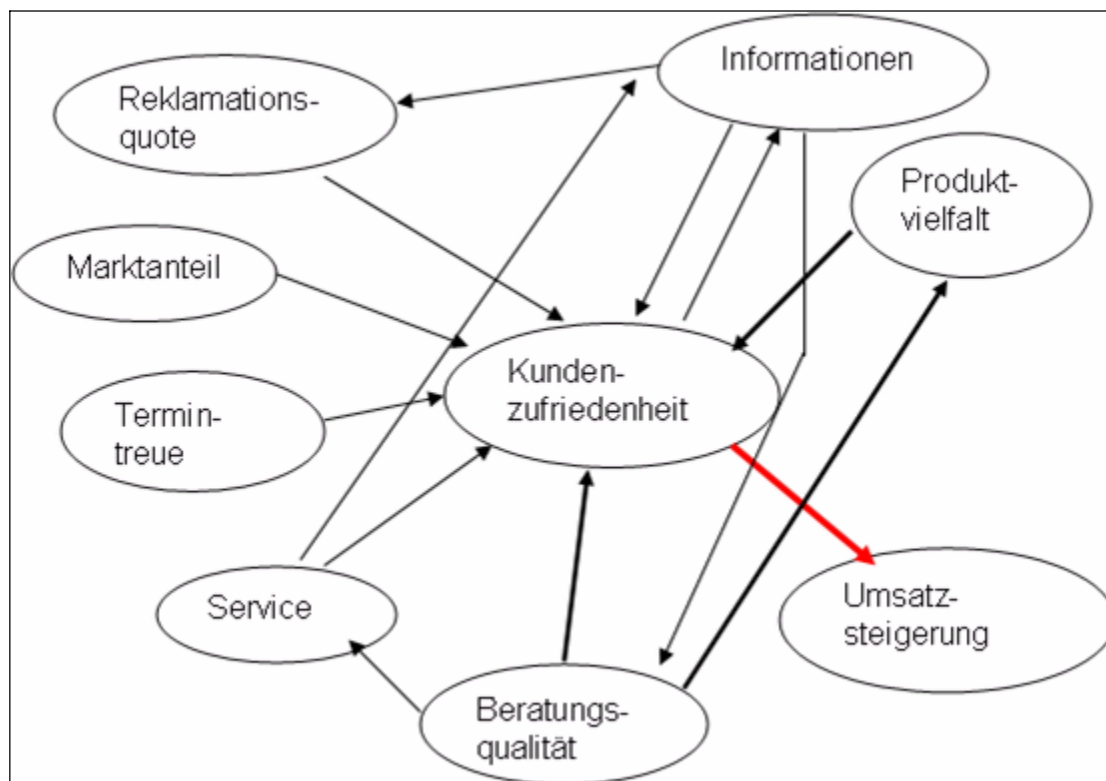 Informationen
Reklamations-
quote
Produkt-
vielfalt
Marktanteil
Kunden-
zufriedenheit
Termin-
treue
Service
Umsatz-
steigerung
Beratungs-
qualität